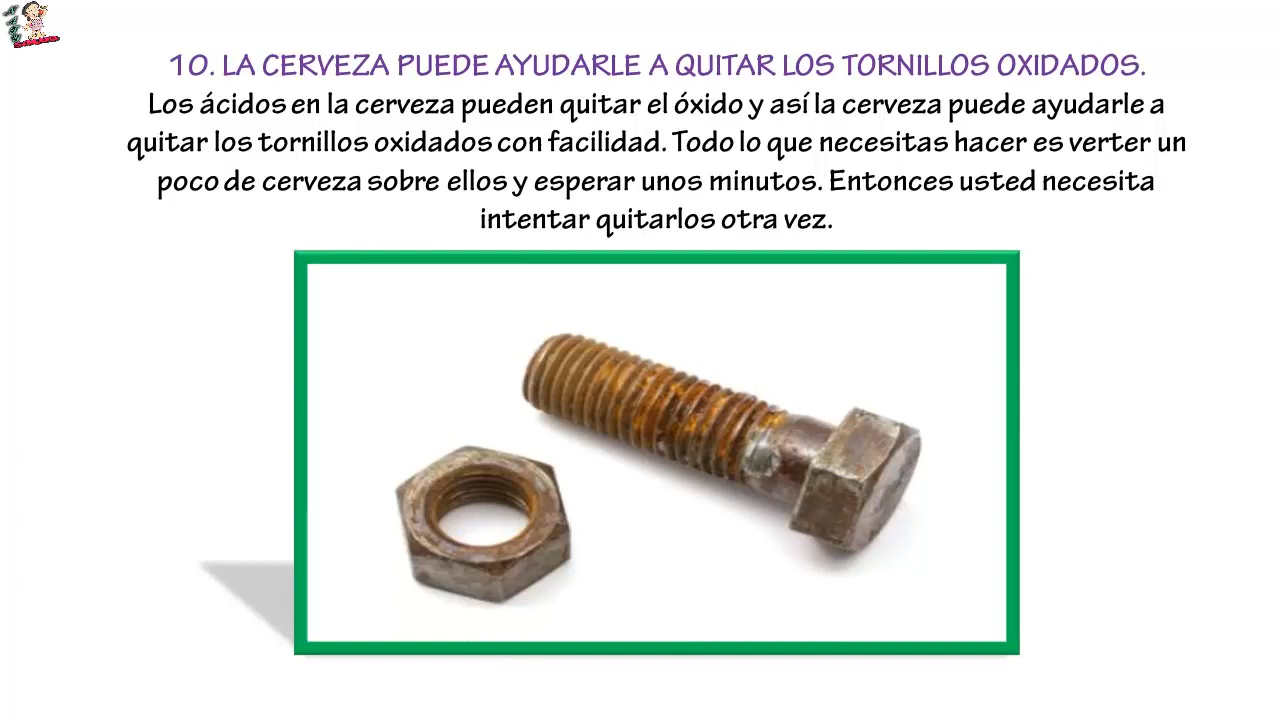 10. LA CERVEZA PUEDE AYUDARLE A QUITAR LOS TORNILLOS OXIDADOS.
Los ácidos en la cerveza pueden quitar el óxido y así la cerveza puede ayudarle a
quitar los tornillos oxidados con facilidad. Todo lo que necesitas hacer es verter un
poco de cerveza sobre ellos y esperar unos minutos. Entonces usted necesita
intentar quitarlos otra vez.